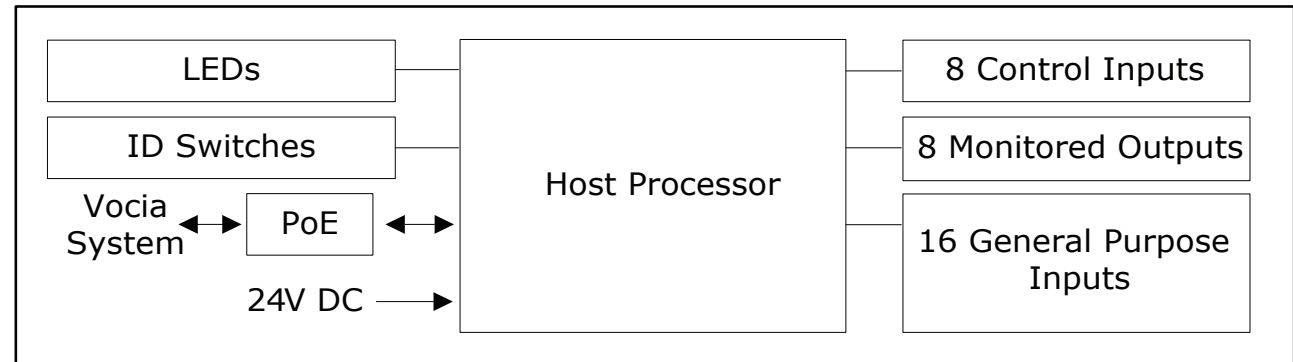 LEDs
ID Switches
Vocia
System
PoE
24V DC
Host Processor
8 Control Inputs
8 Monitored Outputs
16 General Purpose
Inputs